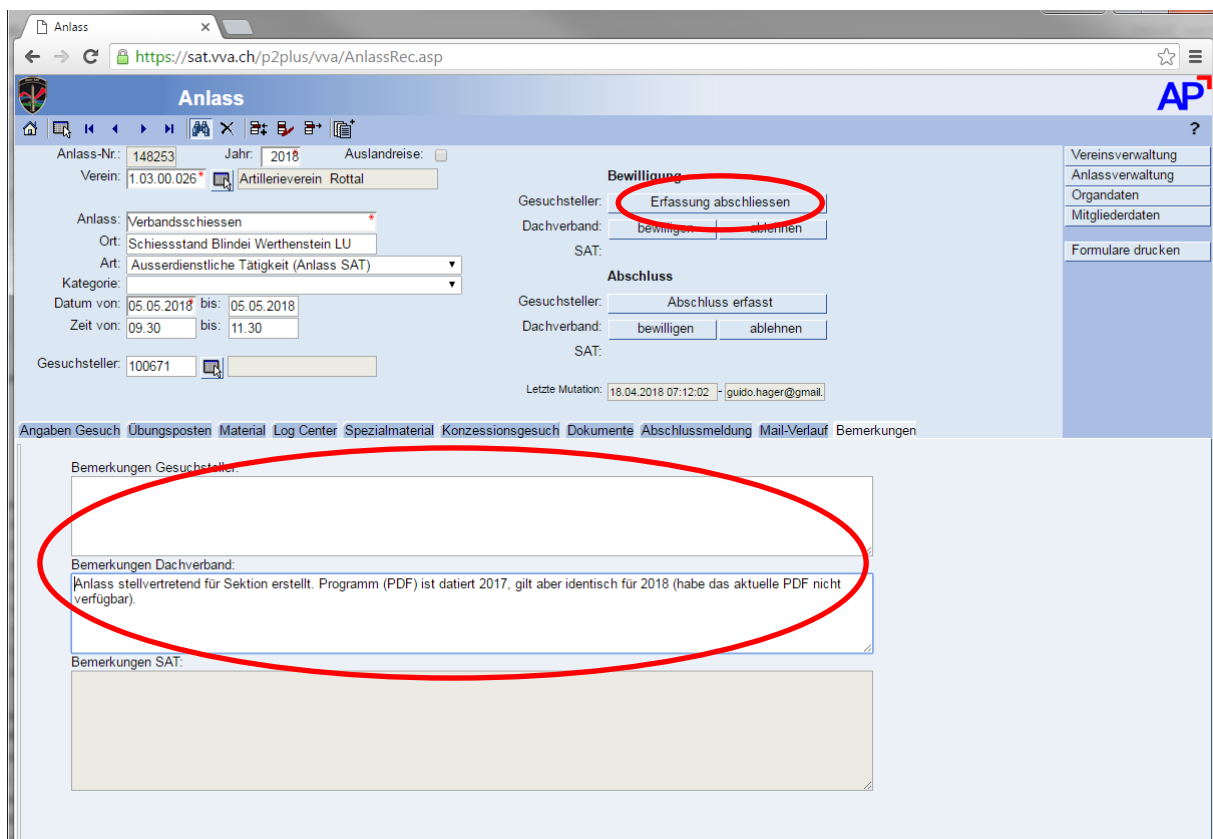 Anlass
https://sat.vva.ch/p2plus/vva/AnlassRec.asp
Anlass
AP
?
Anlass-Nr.: 148253 Jahr: 2018* Auslandreise:
Verein: 1.03.00.026* Artillerieverein Rottal
Anlass: Verbandsschiessen *
Ort: Schiessstand Blindei Werthenstein LU
Art: Ausserdienstliche Tätigkeit (Anlass SAT)
Kategorie:
Datum von: 05.05.2018* bis: 05.05.2018
Zeit von: 09.30 bis: 11.30
Gesuchsteller: 100671
Bewilligung
Gesuchsteller: Erfassung abschliessen
Dachverband: bewilligen ablehnen
SAT:
Abschluss
Gesuchsteller: Abschluss erfasst
Dachverband: bewilligen ablehnen
SAT:
Letzte Mutation: 18.04.2018 07:12:02 - guido.hager@gmail.
Vereinsverwaltung
Anlassverwaltung
Organdaten
Mitgliederdaten
Formulare drucken
Angaben Gesuch Übungsposten Material Log Center Spezialmaterial Konzessionsgesuch Dokumente Abschlussmeldung Mail-Verlauf Bemerkungen
Bemerkungen Gesuchsteller:
Bemerkungen Dachverband:
Anlass stellvertretend für Sektion erstellt. Programm (PDF) ist datiert 2017, gilt aber identisch für 2018 (habe das aktuelle PDF nicht
verfügbar).
Bemerkungen SAT: